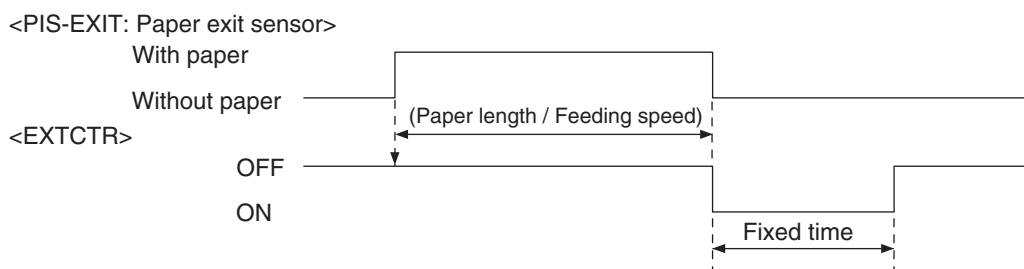 <PIS-EXIT: Paper exit sensor>
With paper
Without paper
(Paper length / Feeding speed)
<EXTCTR>
OFF
ON
Fixed time